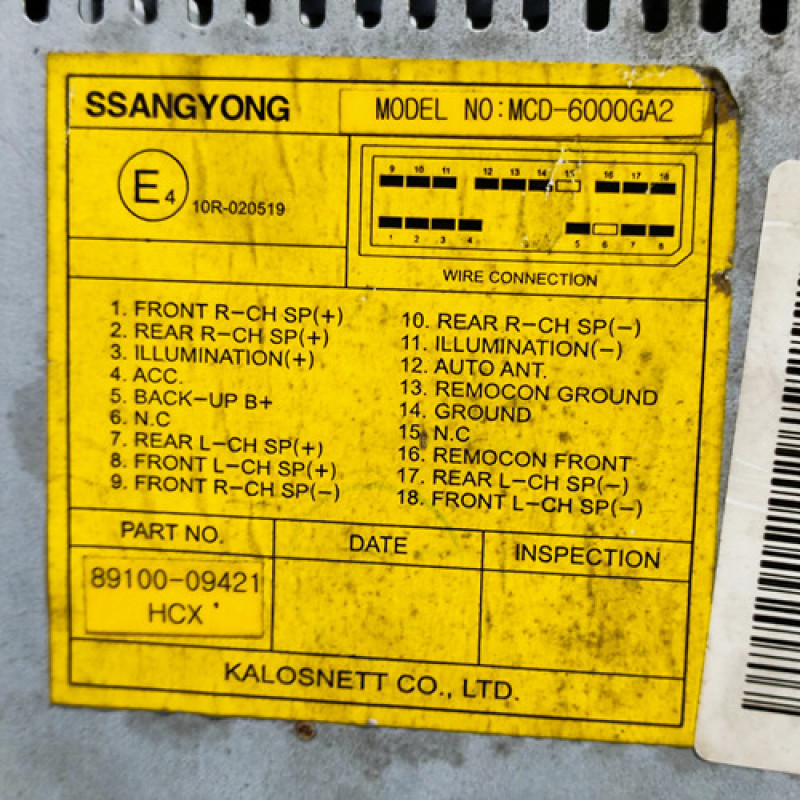 SSANGYONG
MODEL NO:MCD-6000GA2
E4
10R-020519
9 10 11 12 13 14 15 16 17 18
1 2 3 4 5 6 7 8
WIRE CONNECTION
1. FRONT R-CH SP(+)
2. REAR R-CH SP(+)
3. ILLUMINATION(+)
4. ACC.
5. BACK-UP B+
6. N.C
7. REAR L-CH SP(+)
8. FRONT L-CH SP(+)
9. FRONT R-CH SP(-)
10. REAR R-CH SP(-)
11. ILLUMINATION(-)
12. AUTO ANT.
13. REMOCON GROUND
14. GROUND
15. N.C
16. REMOCON FRONT
17. REAR L-CH SP(-)
18. FRONT L-CH SP(-)
PART NO.
DATE
INSPECTION
89100-09421
HCX
KALOSNETT CO., LTD.